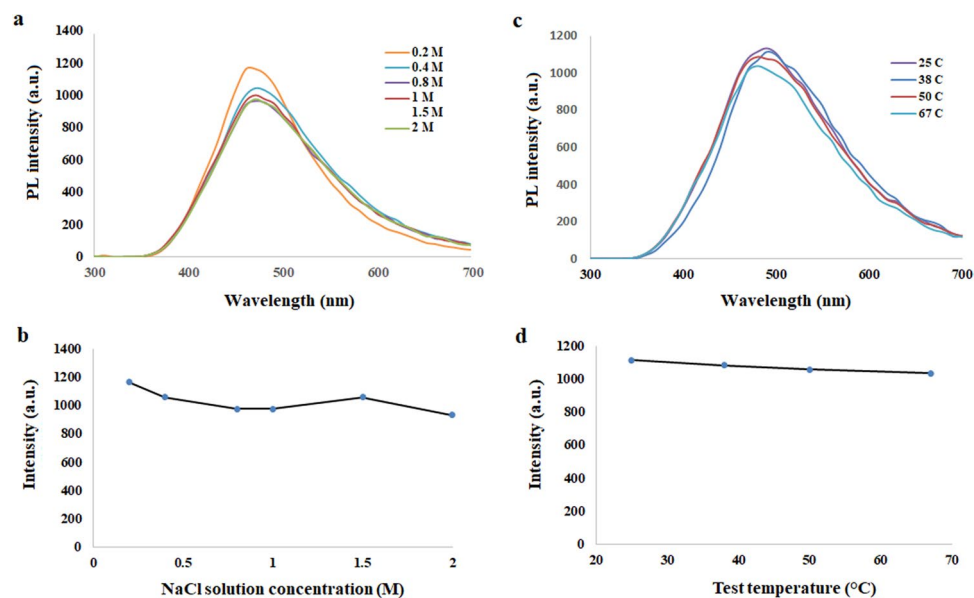 a
1400
1200
1000
800
600
400
200
0
300 400 500 600 700
PL intensity (a.u.)
Wavelength (nm)
0.2 M
0.4 M
0.8 M
1 M
1.5 M
2 M
c
1200
1000
800
600
400
200
0
300 400 500 600 700
PL intensity (a.u.)
Wavelength (nm)
25 C
38 C
50 C
67 C
b
1400
1200
1000
800
600
400
200
0
0 0.5 1 1.5 2
Intensity (a.u.)
NaCl solution concentration (M)
d
1200
1000
800
600
400
200
0
20 30 40 50 60 70
Intensity (a.u.)
Test temperature (°C)